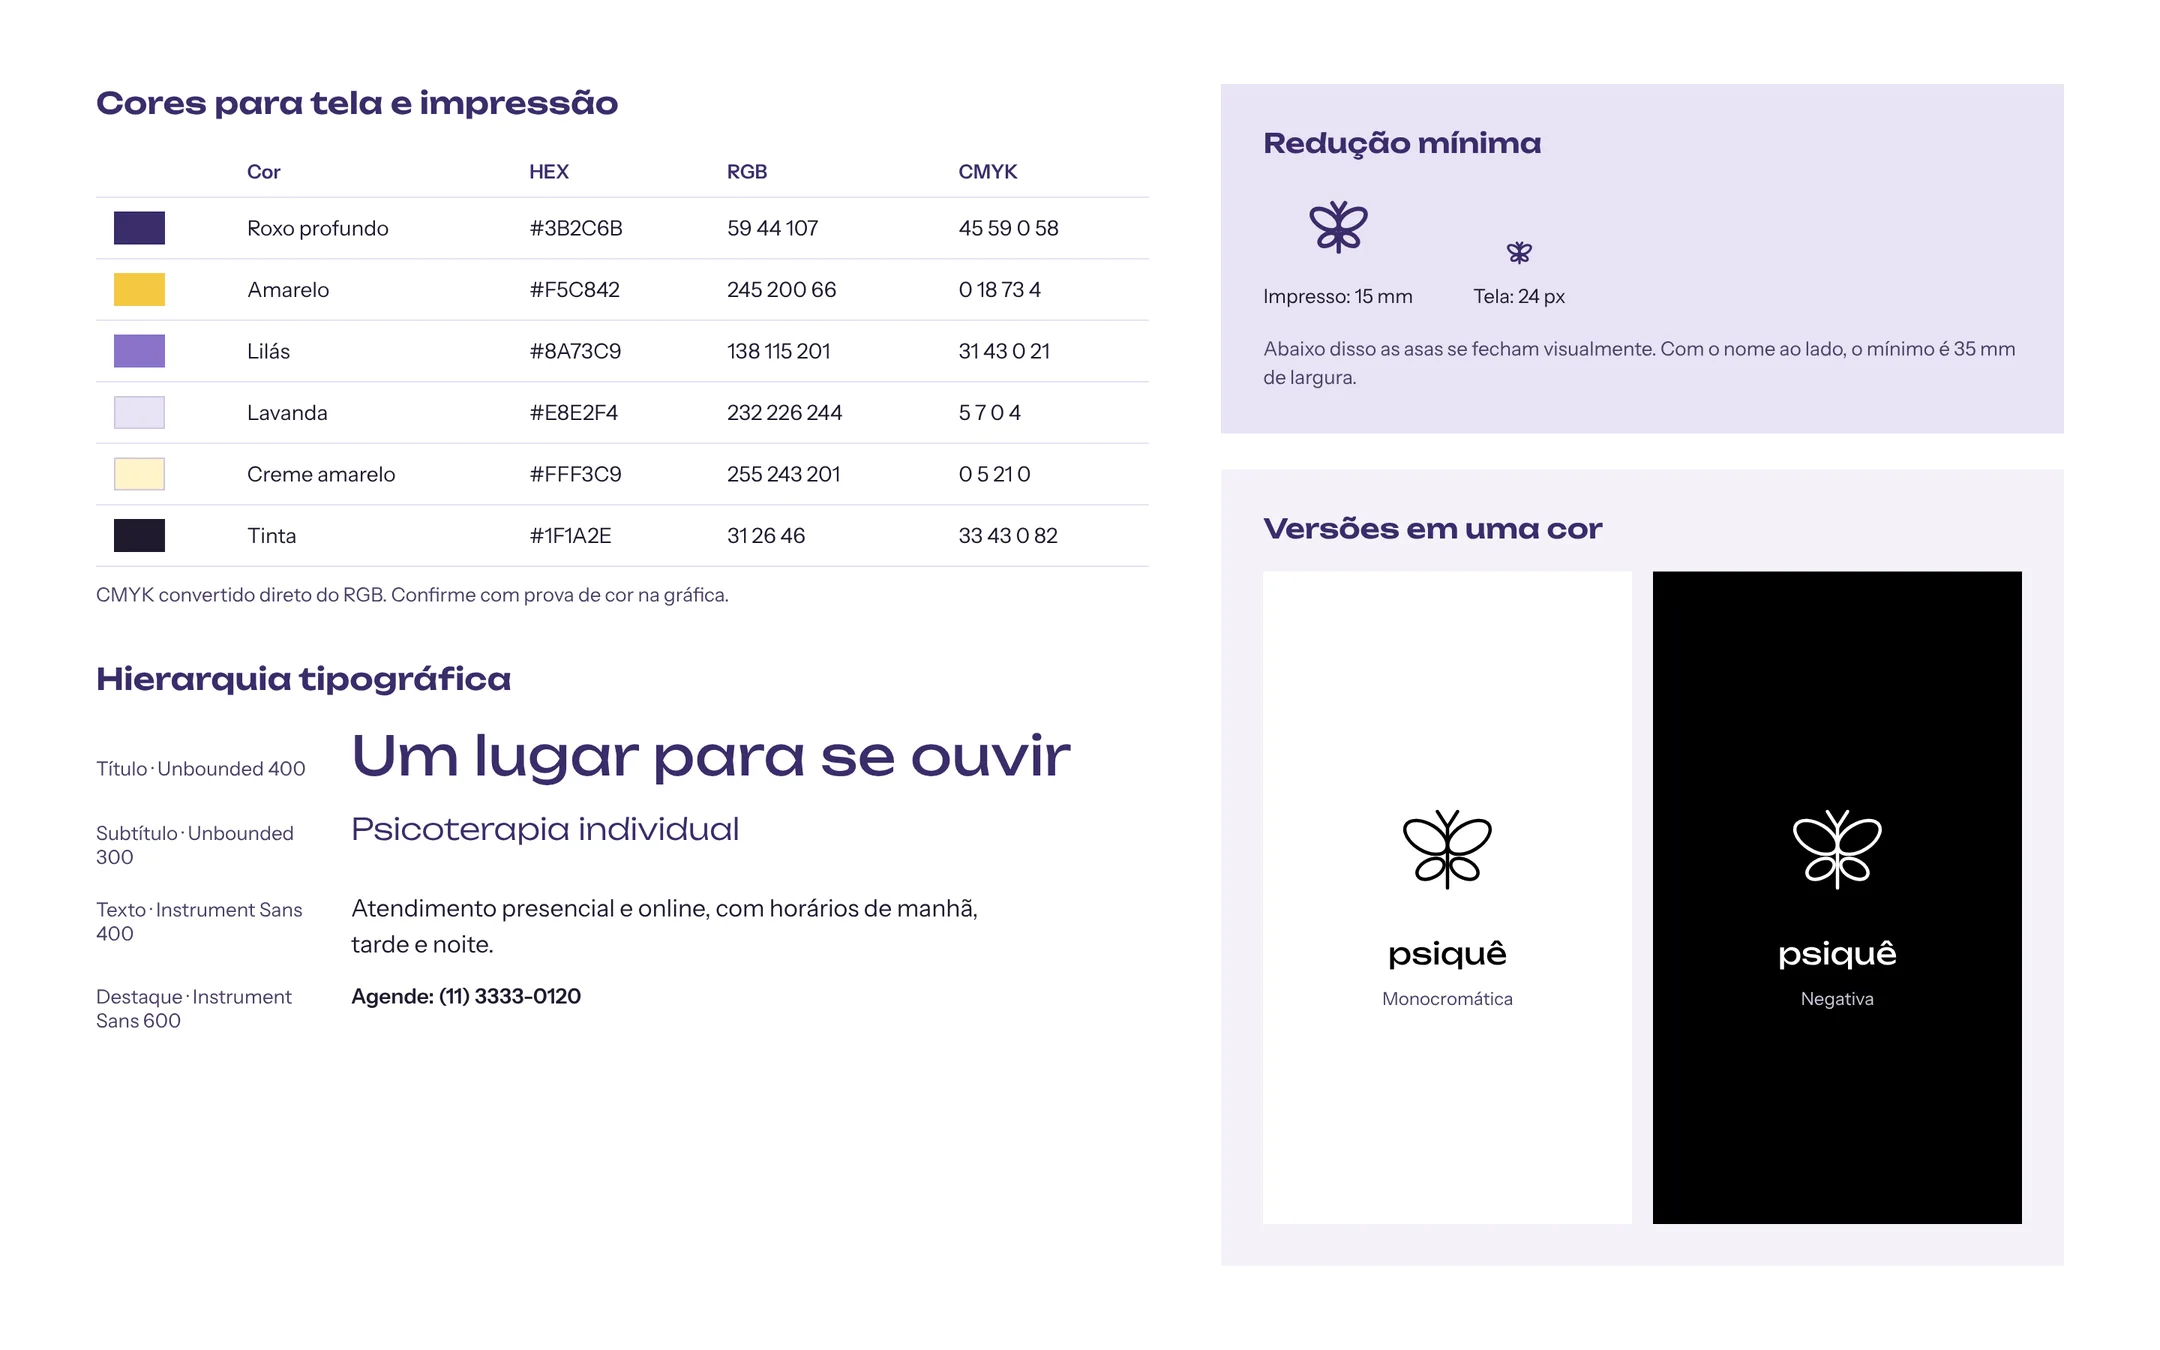 Cores para tela e impressão
Cor HEX RGB CMYK
Roxo profundo #3B2C6B 59 44 107 45 59 0 58
Amarelo #F5C842 245 200 66 0 18 73 4
Lilás #8A73C9 138 115 201 31 43 0 21
Lavanda #E8E2F4 232 226 244 5 7 0 4
Creme amarelo #FFF3C9 255 243 201 0 5 21 0
Tinta #1F1A2E 31 26 46 33 43 0 82
CMYK convertido direto do RGB. Confirme com prova de cor na gráfica.
Hierarquia tipográfica
Título · Unbounded 400
Um lugar para se ouvir
Subtítulo · Unbounded
300
Psicoterapia individual
Texto · Instrument Sans
400
Atendimento presencial e online, com horários de manhã,
tarde e noite.
Destaque · Instrument
Sans 600
Agende: (11) 3333-0120
Redução mínima
Impresso: 15 mm
Tela: 24 px
Abaixo disso as asas se fecham visualmente. Com o nome ao lado, o mínimo é 35 mm
de largura.
Versões em uma cor
psiquê
Monocromática
psiquê
Negativa